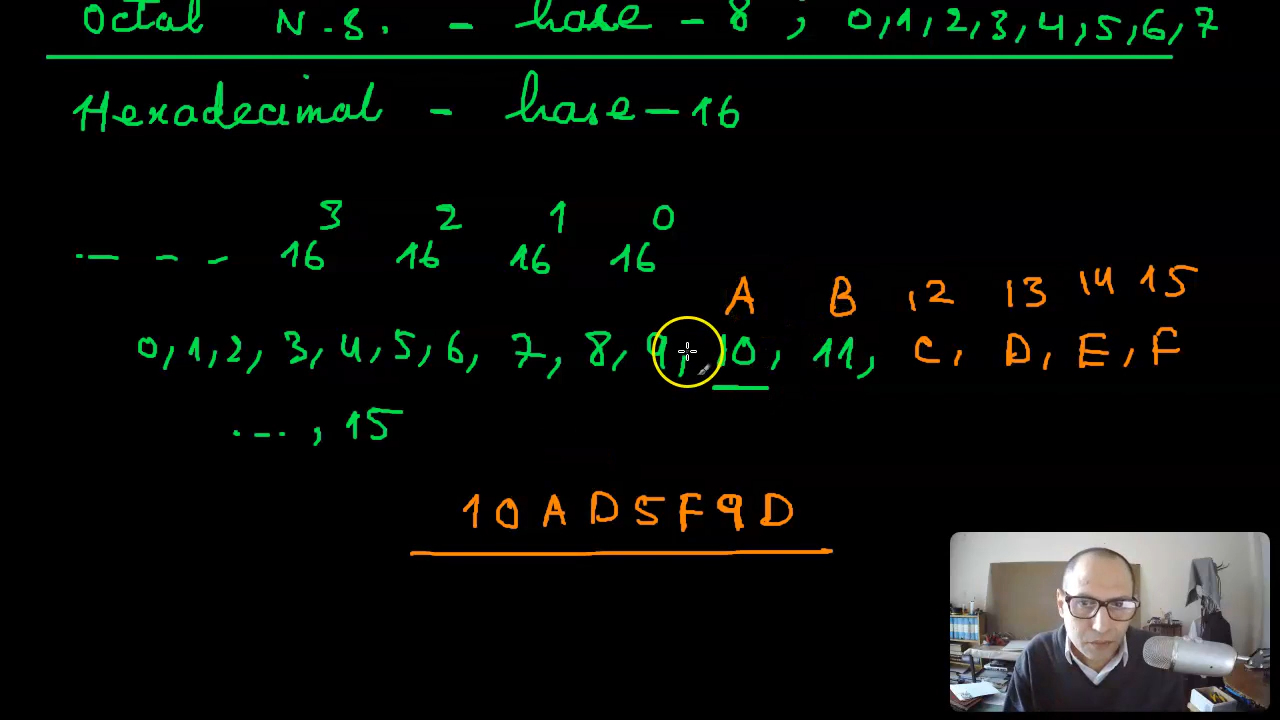 Octal N.S. - base - 8 ; 0,1,2,3,4,5,6,7
Hexadecimal - base - 16
3 2 1 0
--- - - 16 16 16 16
A B 12 13 14 15
0,1,2, 3,4,5,6, 7, 8, 9, 10, 11, C, D, E, F
..., 15
10AD5F9D